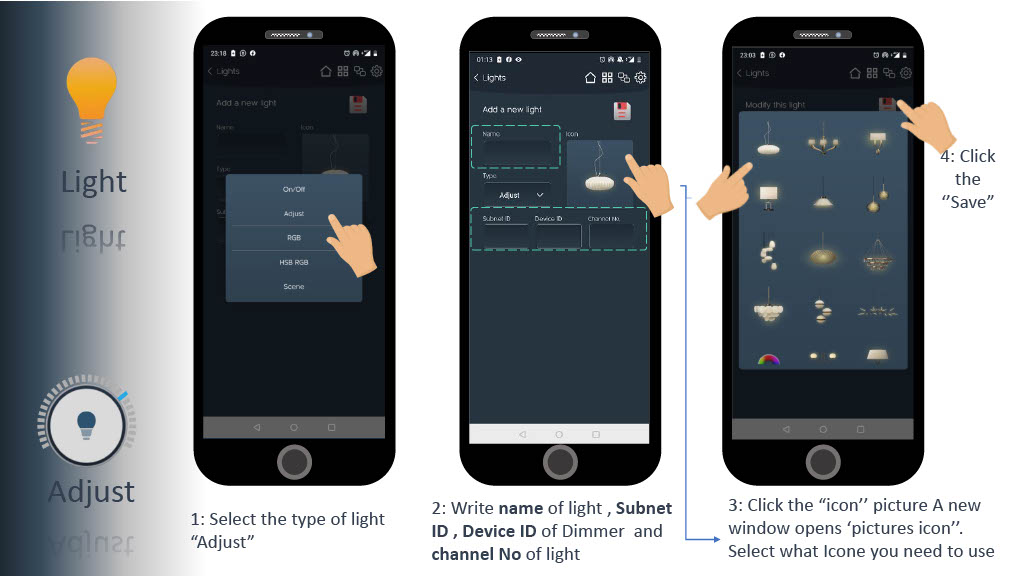 Light
Adjust
23:18
Lights
Add a new light
Name
Icon
Type
On/Off
Adjust
RGB
HSB RGB
Scene
1: Select the type of light
“Adjust”
01:13
Lights
Add a new light
Name
Icon
Type
Adjust
Subnet ID Device ID Channel No.
2: Write name of light , Subnet
ID , Device ID of Dimmer and
channel No of light
23:03
Lights
Modify this light
3: Click the “icon’’ picture A new
window opens ‘pictures icon’’.
Select what Icone you need to use
4: Click
the
‘’Save”